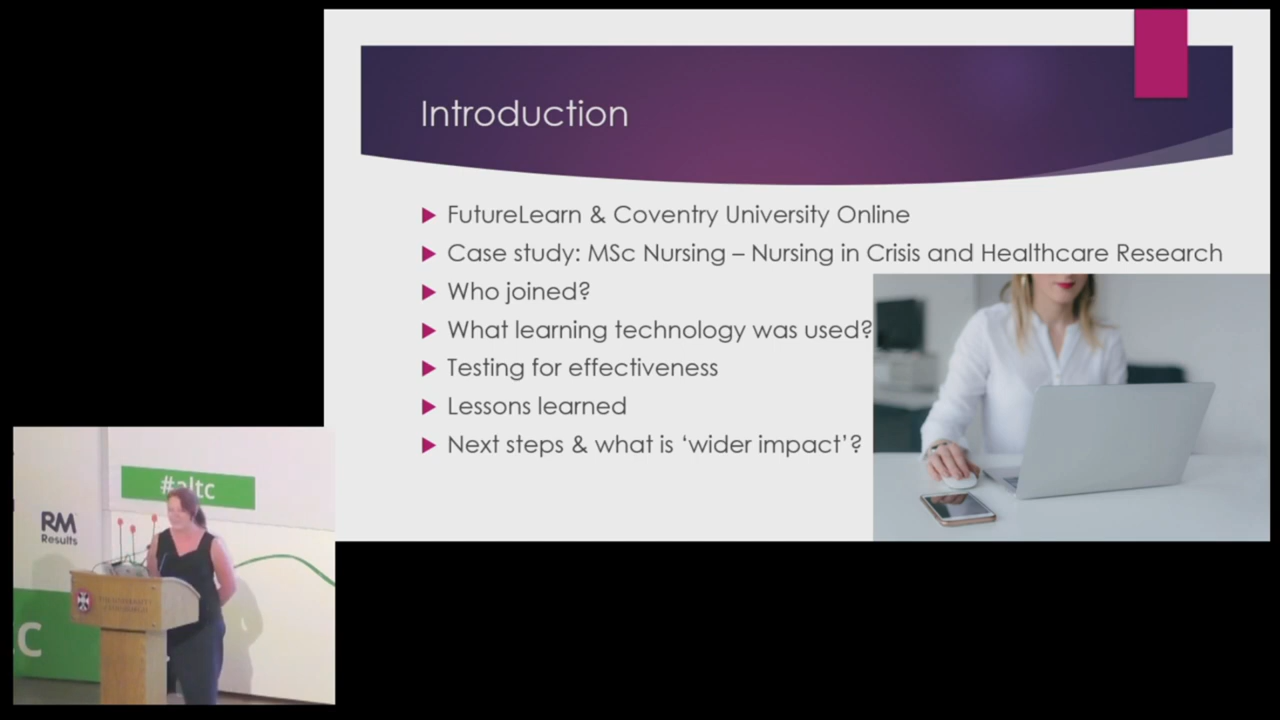 Introduction
FutureLearn & Coventry University Online
Case study: MSc Nursing – Nursing in Crisis and Healthcare Research
Who joined?
What learning technology was used?
Testing for effectiveness
Lessons learned
Next steps & what is ‘wider impact’?
#altc
RM
Results
C